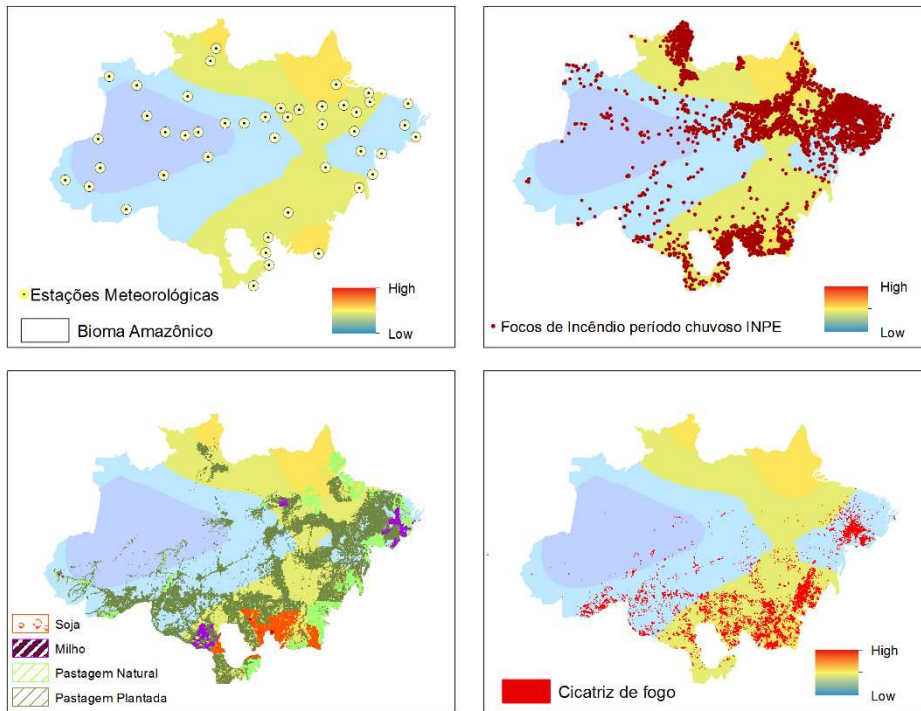 Estações Meteorológicas
Bioma Amazônico
High
Low
Focos de Incêndio período chuvoso INPE
High
Low
Soja
Milho
Pastagem Natural
Pastagem Plantada
Cicatriz de fogo
High
Low